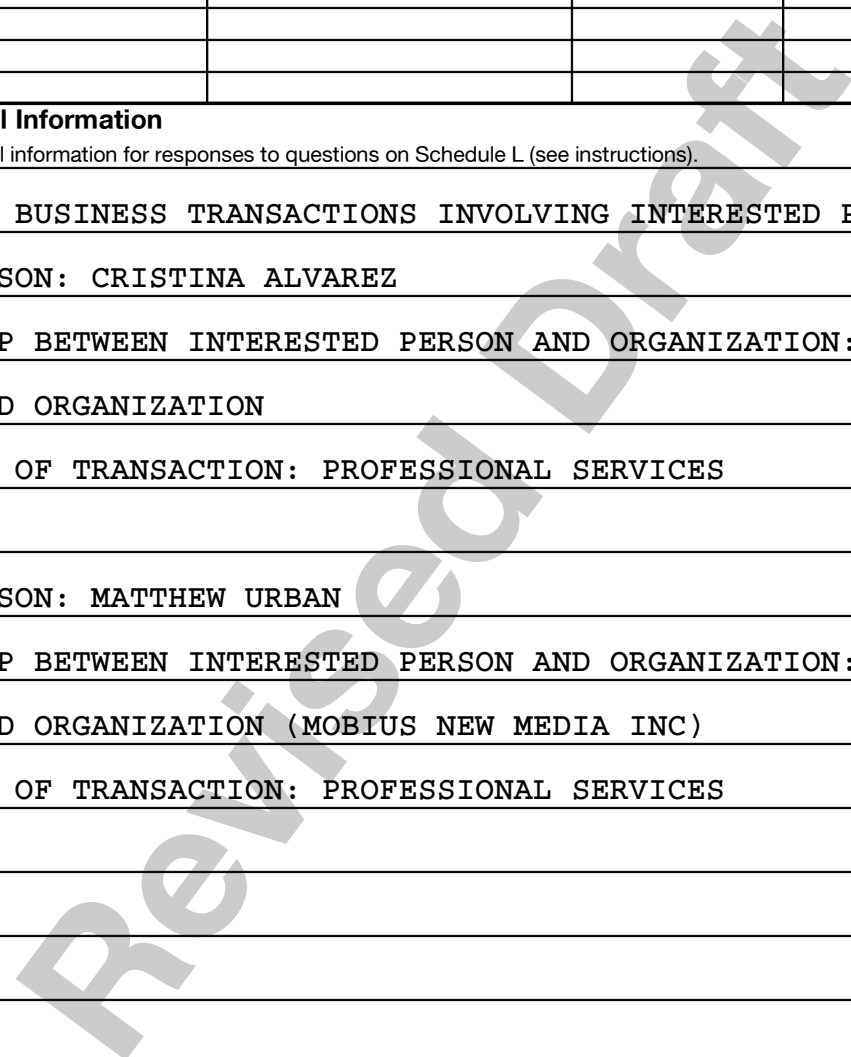 l Information
l information for responses to questions on Schedule L (see instructions).
BUSINESS TRANSACTIONS INVOLVING INTERESTED
SON: CRISTINA ALVAREZ
P BETWEEN INTERESTED PERSON AND ORGANIZATION:
D ORGANIZATION
OF TRANSACTION: PROFESSIONAL SERVICES
SON: MATTHEW URBAN
P BETWEEN INTERESTED PERSON AND ORGANIZATION:
D ORGANIZATION (MOBIUS NEW MEDIA INC)
OF TRANSACTION: PROFESSIONAL SERVICES
Revised Draft